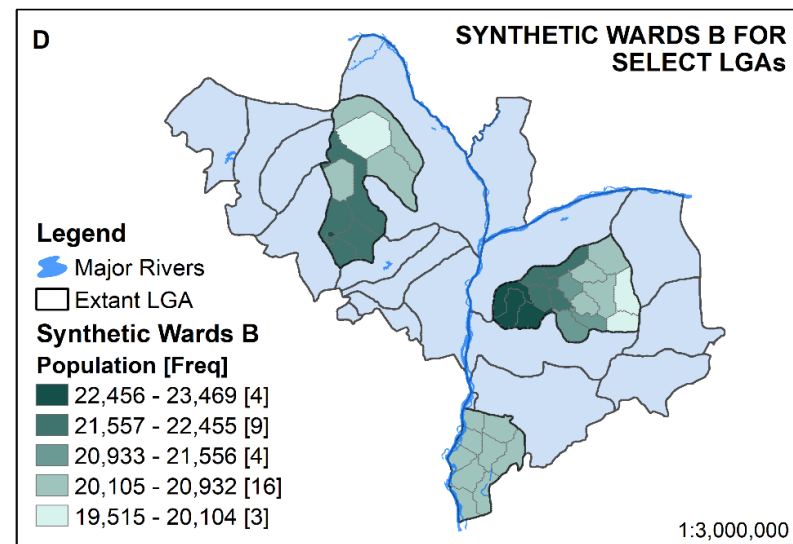 D
SYNTHETIC WARDS B FOR
SELECT LGAs
Legend
Major Rivers
Extant LGA
Synthetic Wards B
Population [Freq]
22,456 - 23,469 [4]
21,557 - 22,455 [9]
20,933 - 21,556 [4]
20,105 - 20,932 [16]
19,515 - 20,104 [3]
1:3,000,000